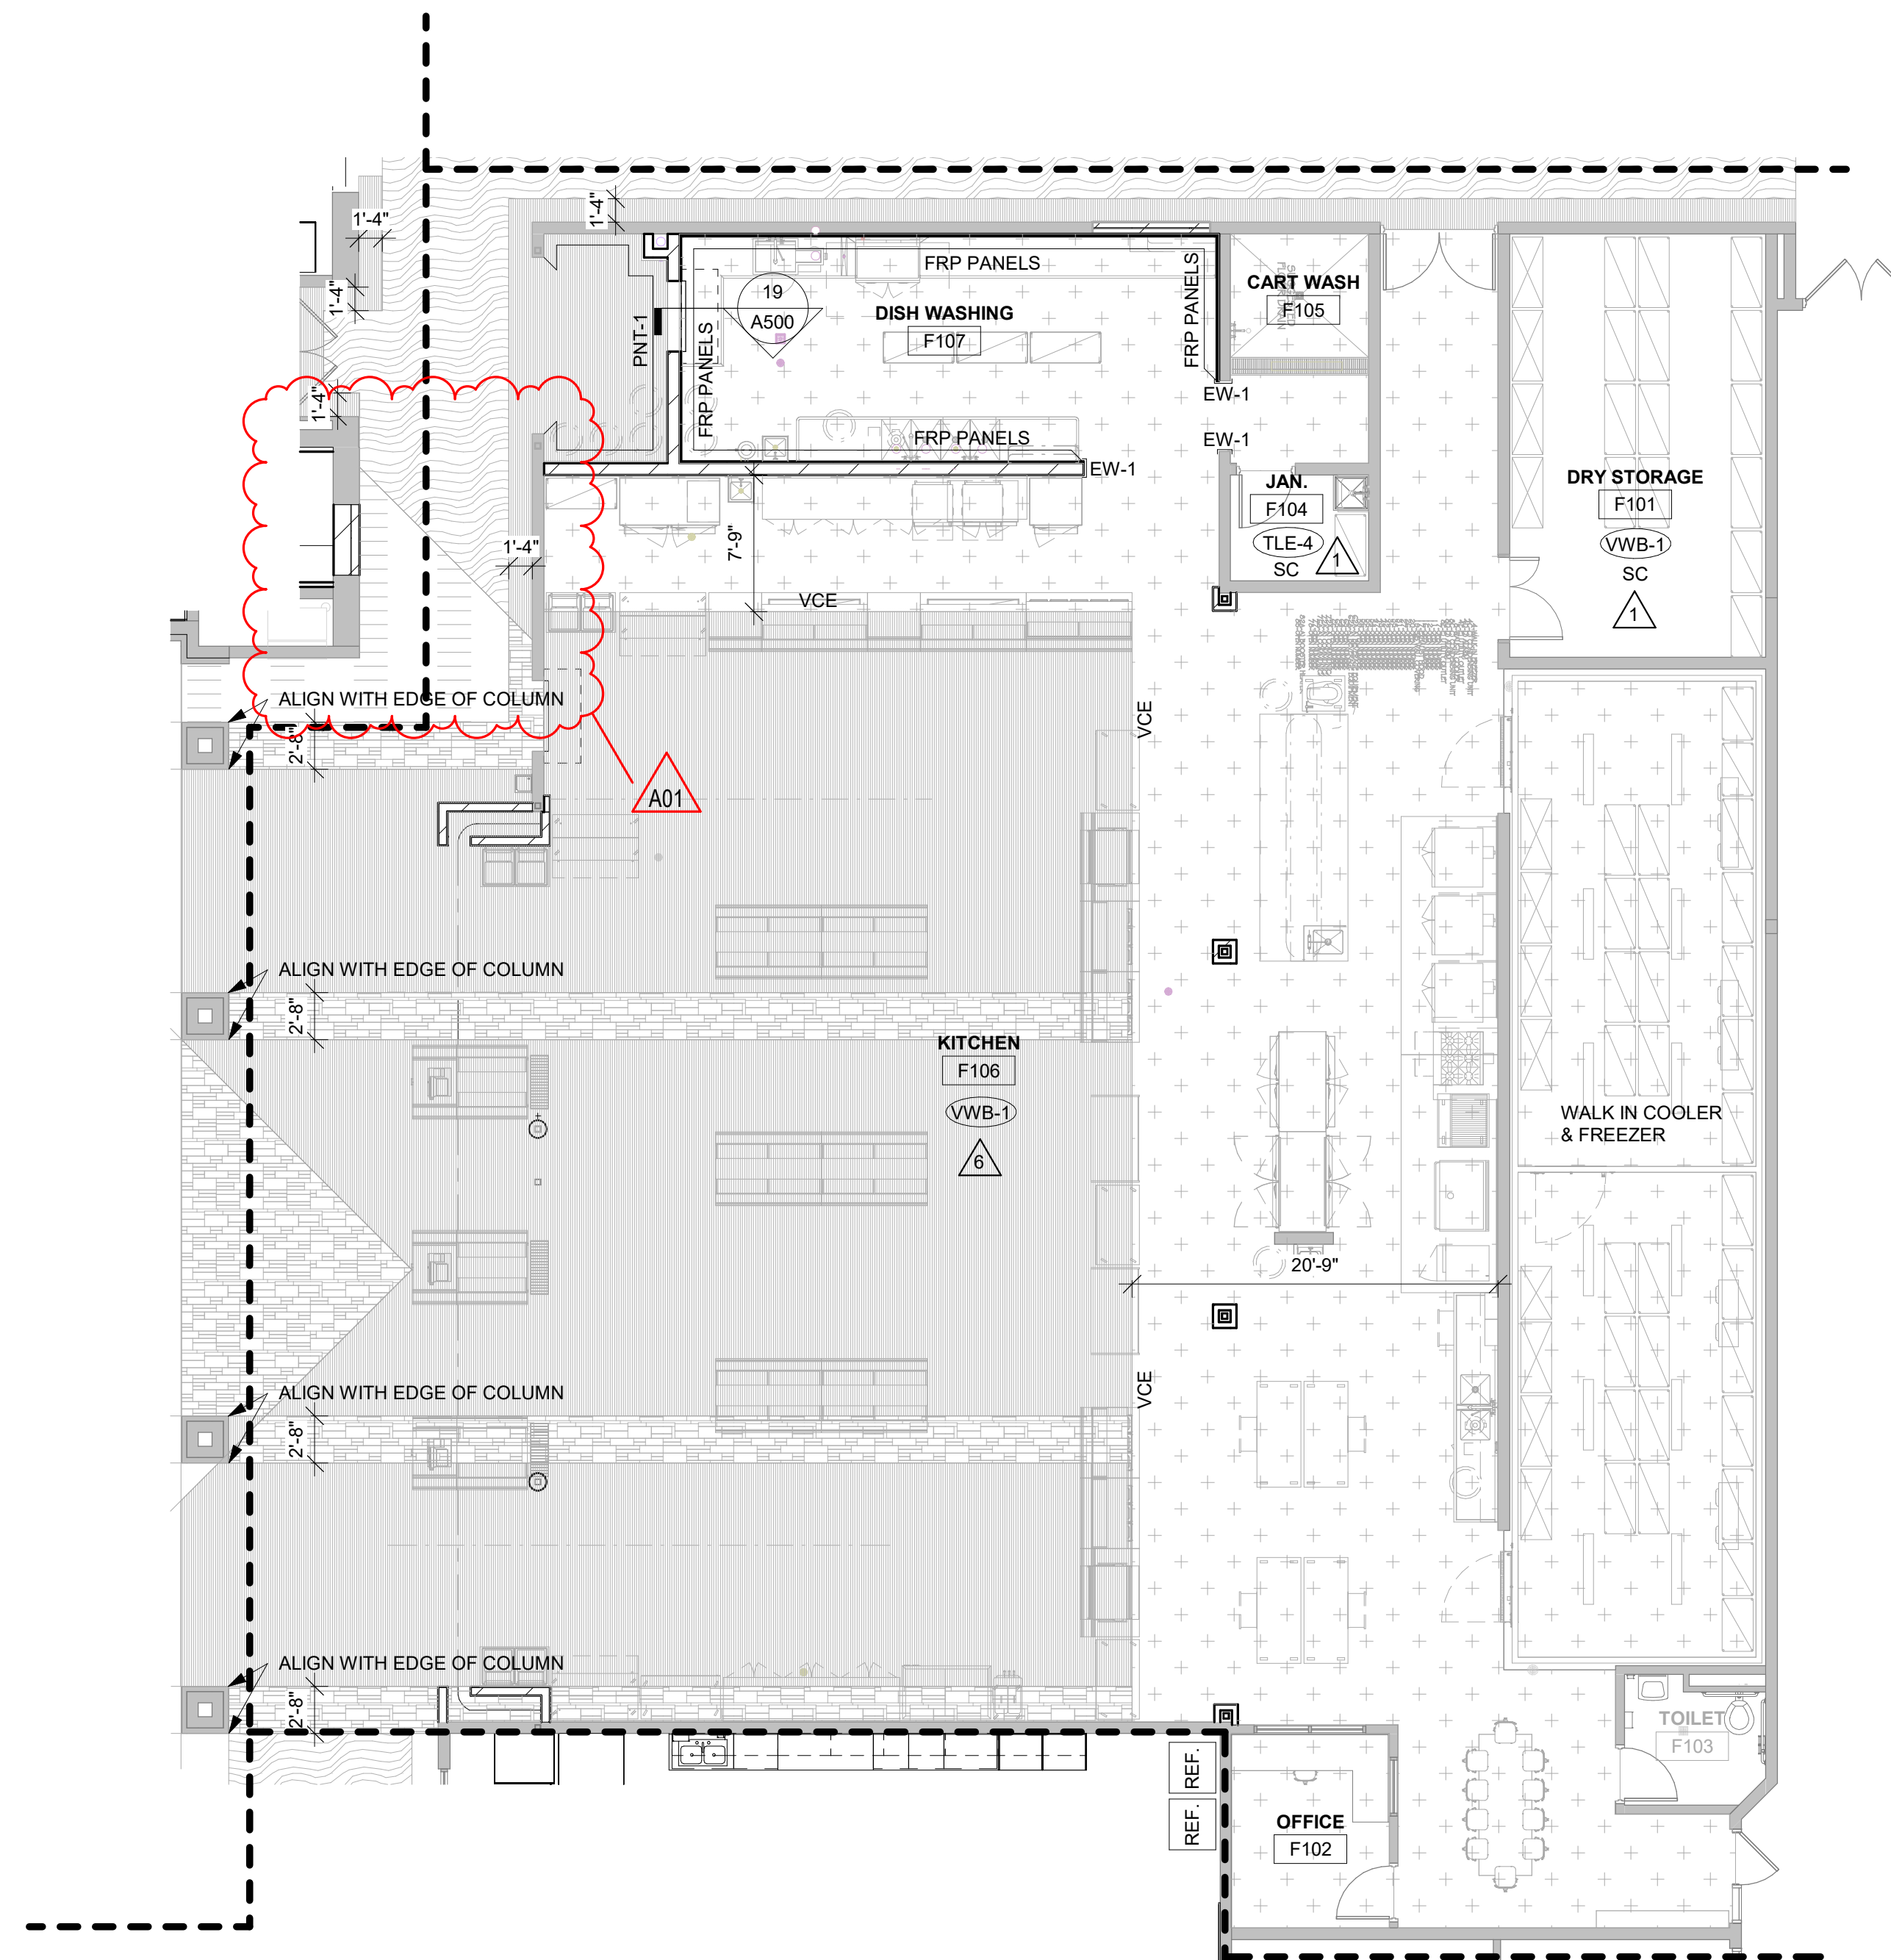 1'-4"
1'-4"
1'-4"
1'-4"
FRP PANELS
FRP PANELS
FRP PANELS
FRP PANELS
PNT-1
19
A500
DISH WASHING
F107
CART WASH
F105
EW-1
EW-1
EW-1
JAN.
F104
TLE-4
SC
1
DRY STORAGE
F101
VWB-1
SC
1
1'-4"
7'-9"
VCE
ALIGN WITH EDGE OF COLUMN
2'-8"
A01
VCE
ALIGN WITH EDGE OF COLUMN
2'-8"
KITCHEN
F106
VWB-1
6
WALK IN COOLER
& FREEZER
20'-9"
ALIGN WITH EDGE OF COLUMN
2'-8"
VCE
ALIGN WITH EDGE OF COLUMN
2'-8"
TOILET
F103
REF.
REF.
OFFICE
F102